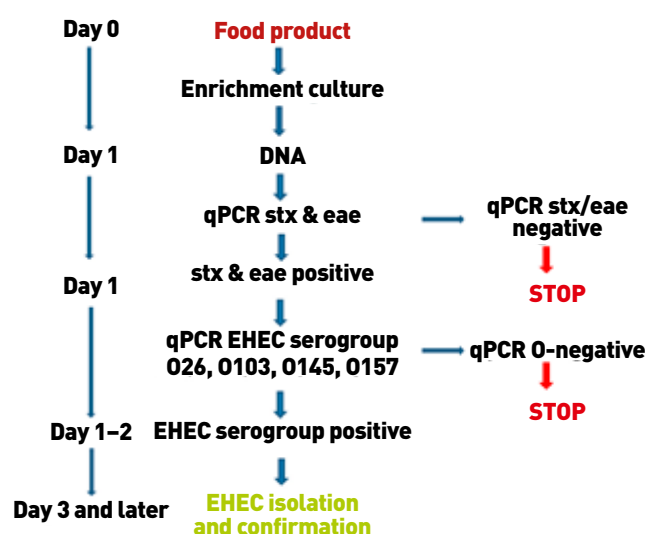 Day 0
Food product
Enrichment culture
Day 1
DNA
qPCR stx & eae
qPCR stx/eae
negative
stx & eae positive
Day 1
STOP
qPCR EHEC serogroup
O26, O103, O145, O157
qPCR O-negative
STOP
Day 1–2
EHEC serogroup positive
Day 3 and later
EHEC isolation
and confirmation